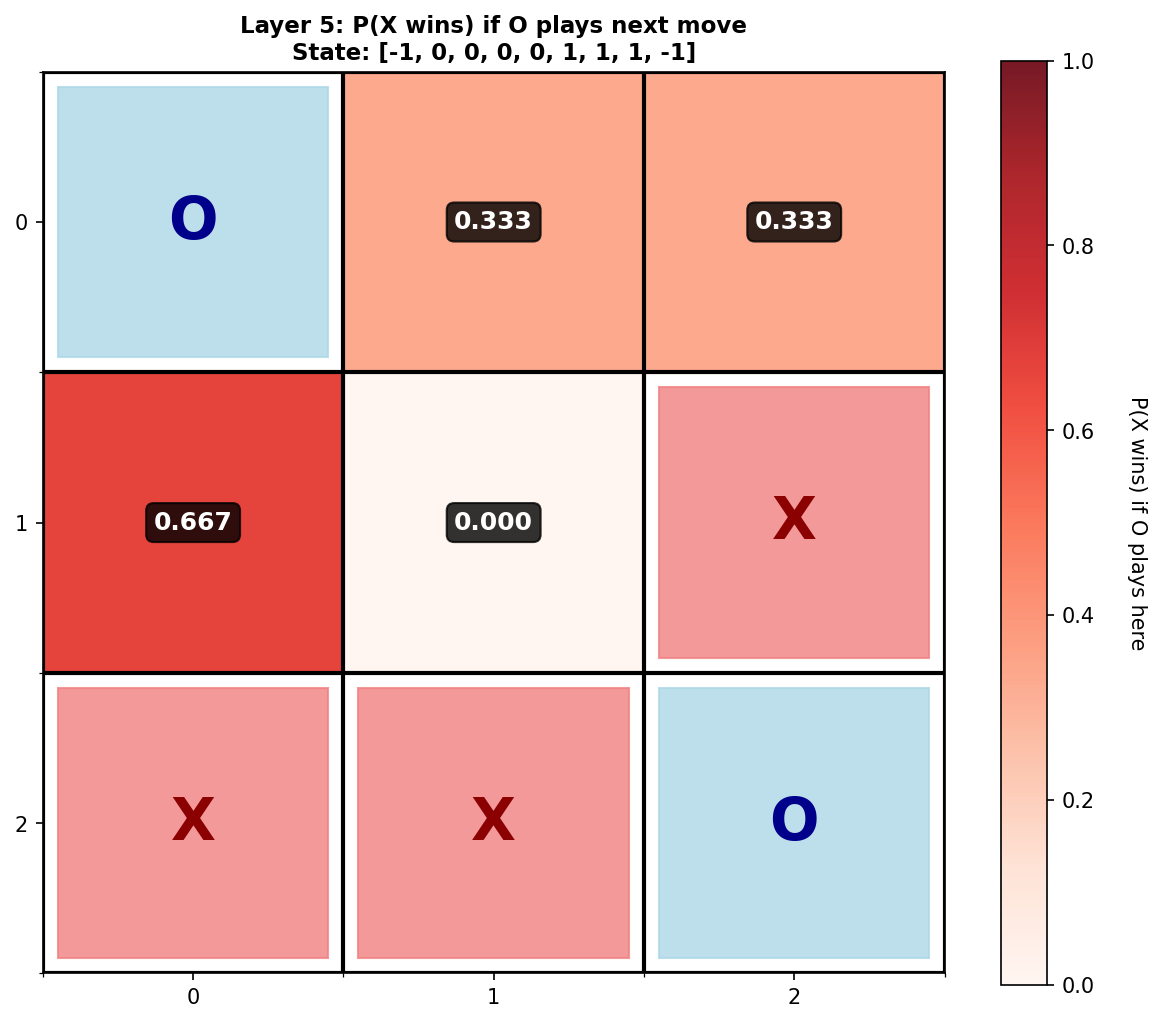 Layer 5: P(X wins) if O plays next move
State: [-1, 0, 0, 0, 0, 1, 1, 1, -1]
O
0.333
0.333
0.667
0.000
X
X
X
O
0
1
2
0
1
2
1.0
0.8
0.6
0.4
0.2
0.0
P(X wins) if O plays here